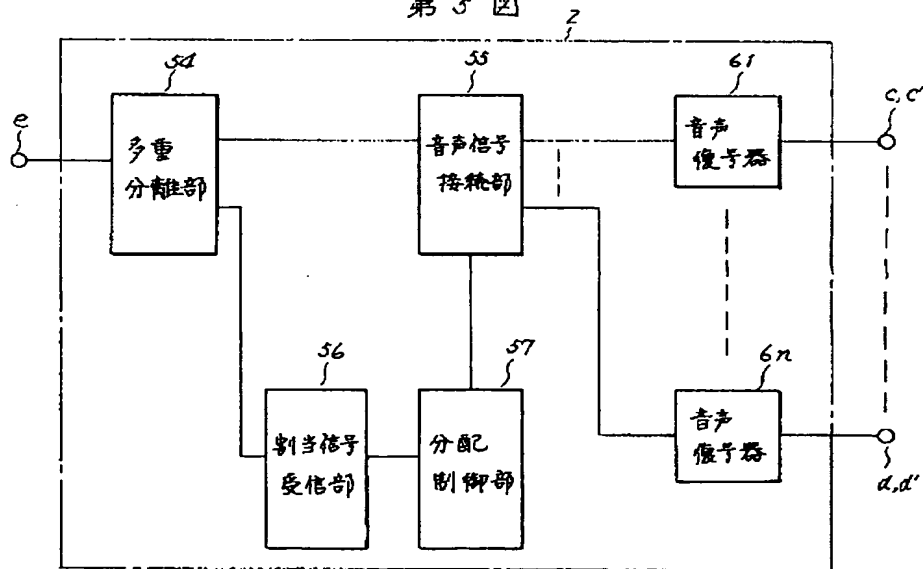 第5図
2
54
55
61
e
c,c'
多重
分離部
音声信号
接続部
音声
復号器
56
57
6n
割当信号
受信部
分配
制御部
音声
復号器
d,d'